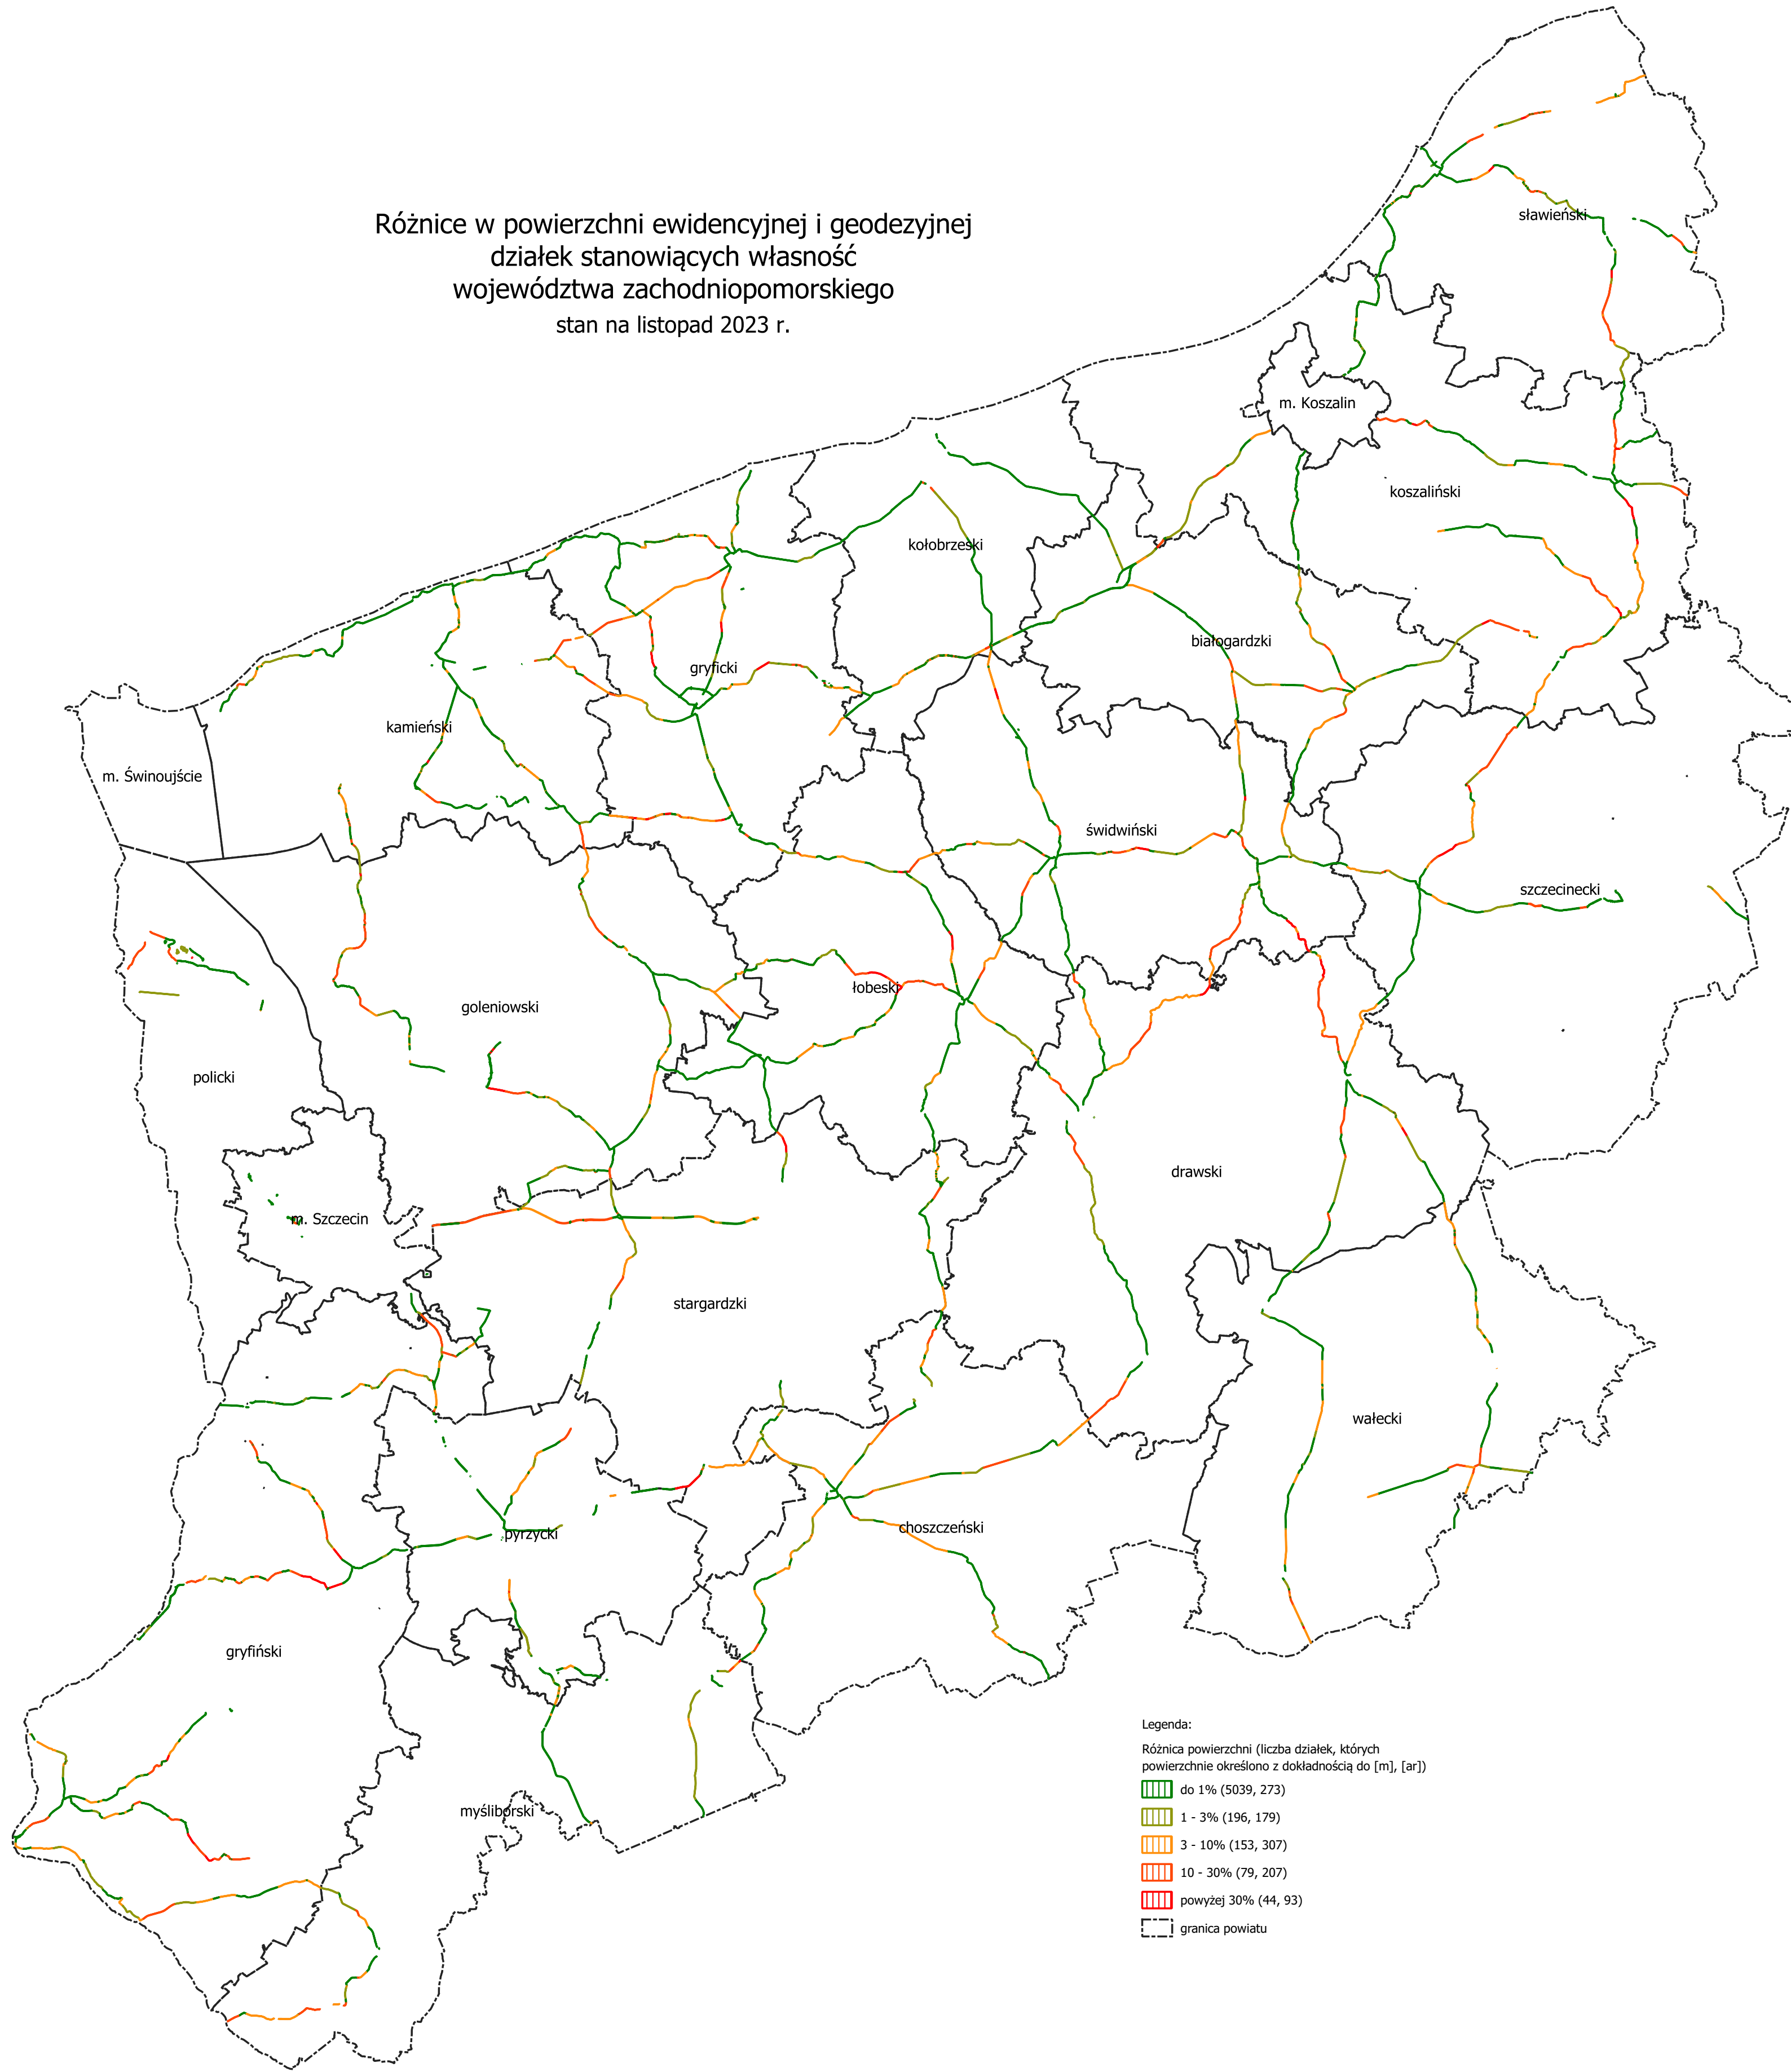 Różnice w powierzchni ewidencyjnej i geodezyjnej
działek stanowiących własność
województwa zachodniopomorskiego
stan na listopad 2023 r.
sławieński
m. Koszalin
koszaliński
kołobrzeski
białogardzki
gryficki
kamieński
m. Świnoujście
świdwiński
szczecinecki
łobeski
goleniowski
policki
drawski
m. Szczecin
stargardzki
wałecki
choszczeński
pyrzycki
gryfiński
myśliborski
Legenda:
Różnica powierzchni (liczba działek, których
powierzchnie określono z dokładnością do [m], [ar])
do 1% (5039, 273)
1 - 3% (196, 179)
3 - 10% (153, 307)
10 - 30% (79, 207)
powyżej 30% (44, 93)
granica powiatu